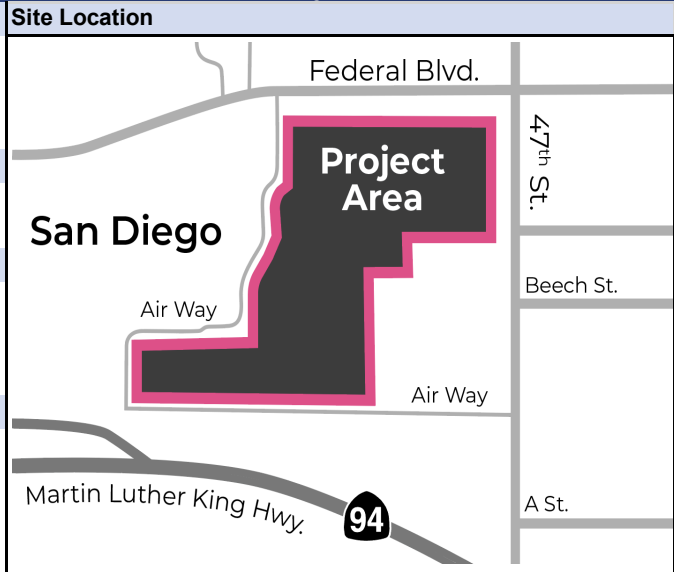 Site Location
Federal Blvd.
47th St.
Project
Area
San Diego
Beech St.
Air Way
Air Way
Martin Luther King Hwy.
94
A St.